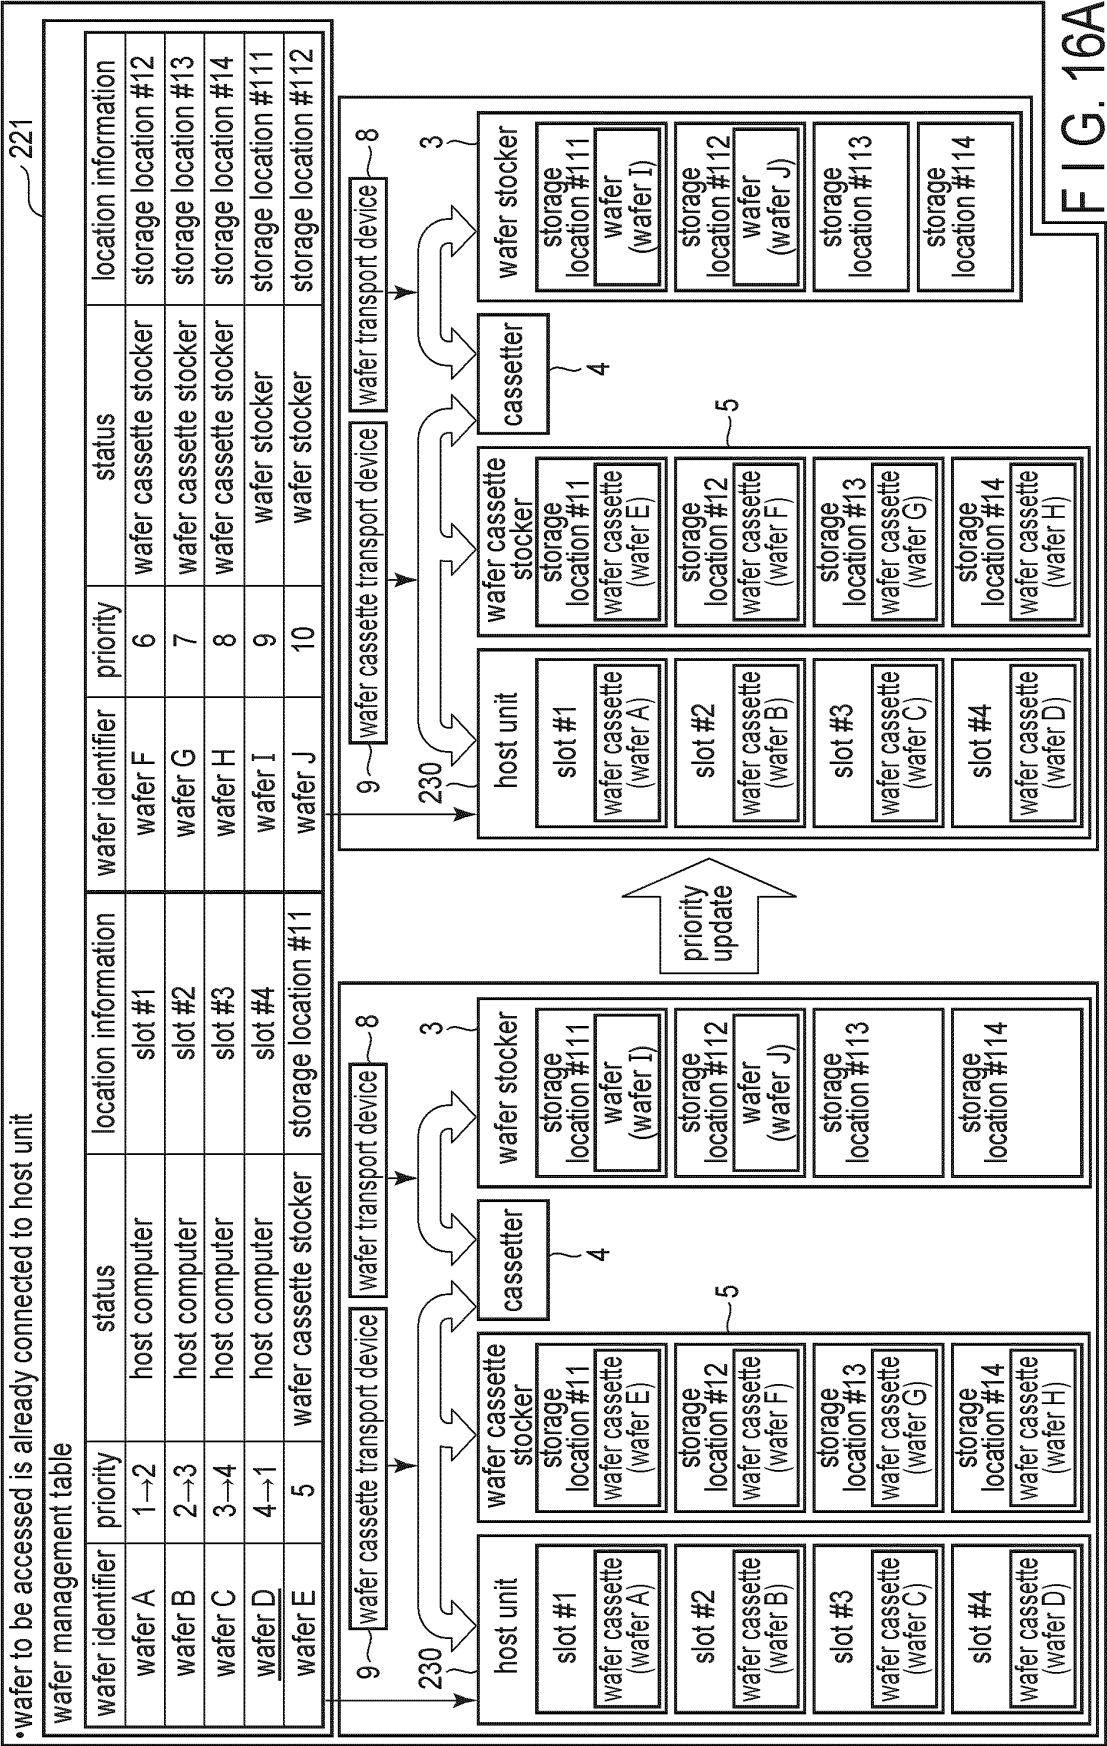 •wafer to be accessed is already connected to host unit
221
wafer management table
wafer identifier priority status location information wafer identifier priority status location information
wafer A 1→2 host computer slot #1 wafer F 6 wafer cassette stocker storage location #12
wafer B 2→3 host computer slot #2 wafer G 7 wafer cassette stocker storage location #13
wafer C 3→4 host computer slot #3 wafer H 8 wafer cassette stocker storage location #14
wafer D 4→1 host computer slot #4 wafer I 9 wafer stocker storage location #111
wafer E 5 wafer cassette stocker storage location #11 wafer J 10 wafer stocker storage location #112
9
wafer cassette transport device
wafer transport device
8
230
host unit
slot #1
wafer cassette
(wafer A)
slot #2
wafer cassette
(wafer B)
slot #3
wafer cassette
(wafer C)
slot #4
wafer cassette
(wafer D)
wafer cassette
stocker
storage
location #11
wafer cassette
(wafer E)
storage
location #12
wafer cassette
(wafer F)
storage
location #13
wafer cassette
(wafer G)
storage
location #14
wafer cassette
(wafer H)
5
cassetter
4
3
wafer stocker
storage
location #111
wafer
(wafer I)
storage
location #112
wafer
(wafer J)
storage
location #113
storage
location #114
priority
update
9
wafer cassette transport device
wafer transport device
8
230
host unit
slot #1
wafer cassette
(wafer A)
slot #2
wafer cassette
(wafer B)
slot #3
wafer cassette
(wafer C)
slot #4
wafer cassette
(wafer D)
wafer cassette
stocker
storage
location #11
wafer cassette
(wafer E)
storage
location #12
wafer cassette
(wafer F)
storage
location #13
wafer cassette
(wafer G)
storage
location #14
wafer cassette
(wafer H)
5
cassetter
4
3
wafer stocker
storage
location #111
wafer
(wafer I)
storage
location #112
wafer
(wafer J)
storage
location #113
storage
location #114
FIG. 16A